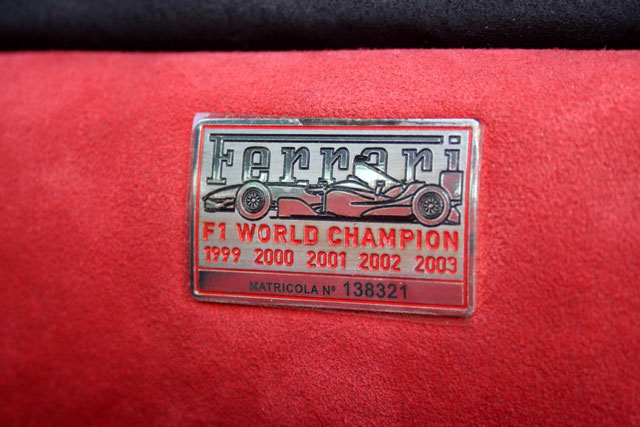 Ferrari
F1 WORLD CHAMPION
1999 2000 2001 2002 2003
MATRICOLA Nº 138321